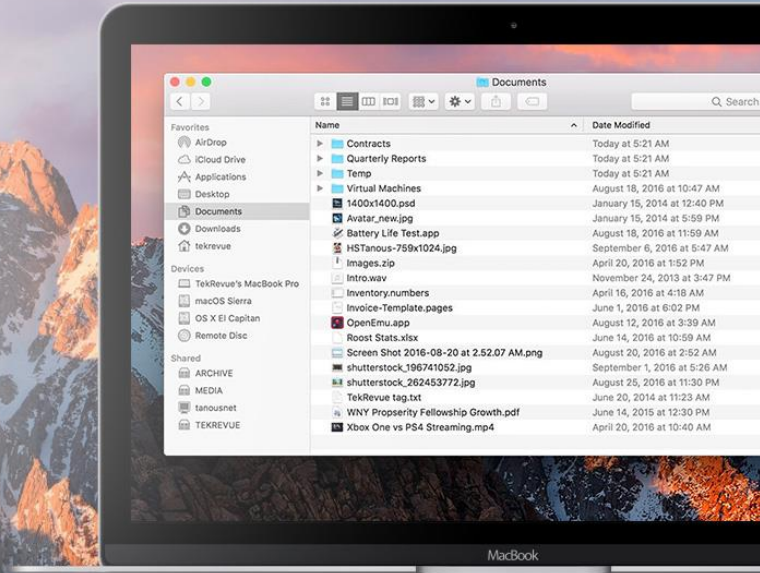 Documents
Search
Favorites
AirDrop
iCloud Drive
Applications
Desktop
Documents
Downloads
tekrevue
Devices
TekRevue's MacBook Pro
macOS Sierra
OS X El Capitan
Remote Disc
Shared
ARCHIVE
MEDIA
tanousnet
TEKREVUE
Name Date Modified
Contracts Today at 5:21 AM
Quarterly Reports Today at 5:21 AM
Temp Today at 5:21 AM
Virtual Machines August 18, 2016 at 10:47 AM
1400x1400.psd January 15, 2014 at 12:40 PM
Avatar_new.jpg January 15, 2014 at 5:59 PM
Battery Life Test.app August 18, 2016 at 11:59 AM
HSTanous-759x1024.jpg September 6, 2016 at 5:47 AM
Images.zip April 20, 2016 at 1:52 PM
Intro.wav November 24, 2013 at 3:47 PM
Inventory.numbers April 16, 2016 at 4:18 AM
Invoice-Template.pages June 1, 2016 at 6:02 PM
OpenEmu.app August 12, 2016 at 3:39 AM
Roost Stats.xlsx June 14, 2016 at 10:59 AM
Screen Shot 2016-08-20 at 2.52.07 AM.png August 20, 2016 at 2:52 AM
shutterstock_196741052.jpg September 1, 2016 at 5:26 AM
shutterstock_262453772.jpg August 25, 2016 at 11:30 PM
TekRevue tag.txt June 20, 2014 at 11:23 AM
WNY Propserity Fellowship Growth.pdf June 14, 2015 at 12:30 PM
Xbox One vs PS4 Streaming.mp4 April 20, 2016 at 10:40 AM
MacBook